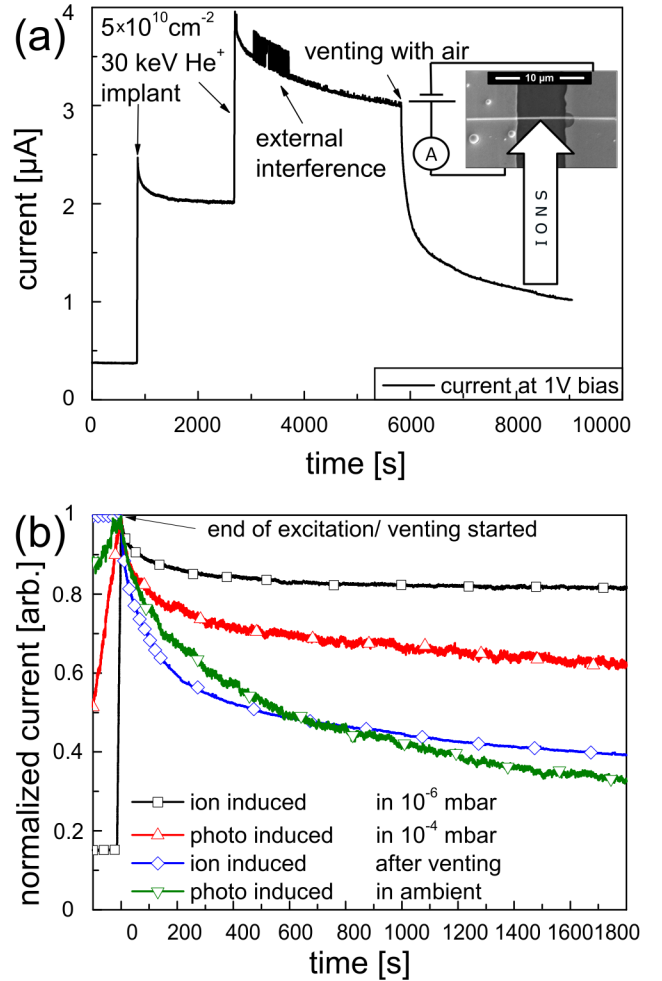 (a)
5×10¹⁰cm⁻²
30 keV He⁺
implant
venting with air
external
interference
10 µm
A
IONS
current [µA]
4
3
2
1
0
current at 1V bias
0 2000 4000 6000 8000 10000
time [s]
(b)
end of excitation/ venting started
normalized current [arb.]
1
0.8
0.6
0.4
0.2
0
ion induced in 10⁻⁶ mbar
photo induced in 10⁻⁴ mbar
ion induced after venting
photo induced in ambient
0 200 400 600 800 1000 1200 1400 1600 1800
time [s]